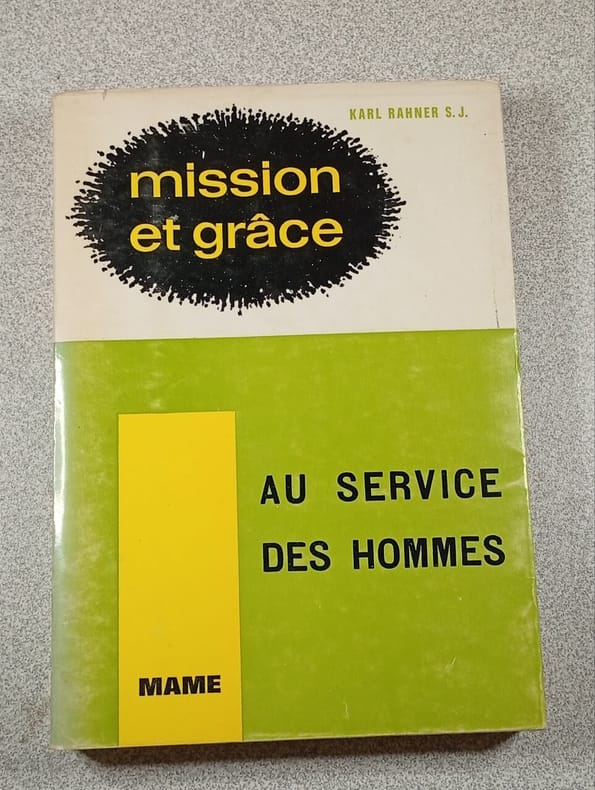 KARL RAHNER S.J.
mission
et grâce
AU SERVICE
DES HOMMES
MAME